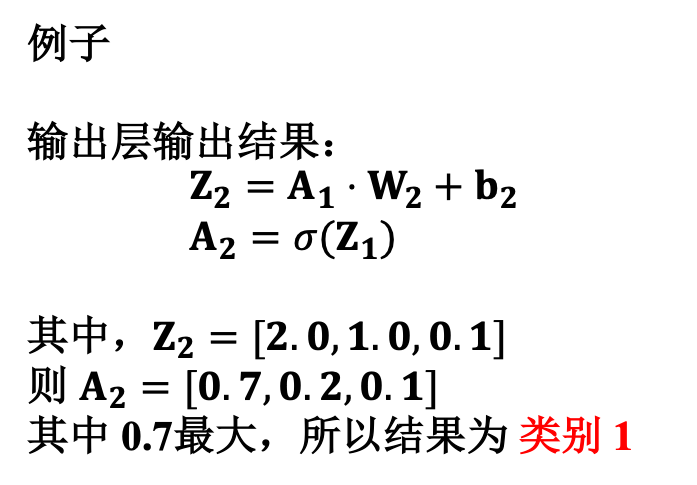 例子
输出层输出结果：
Z₂ = A₁ · W₂ + b₂
A₂ = σ(Z₁)
其中，Z₂ = [2.0, 1.0, 0.1]
则 A₂ = [0.7, 0.2, 0.1]
其中 0.7最大，所以结果为 类别 1